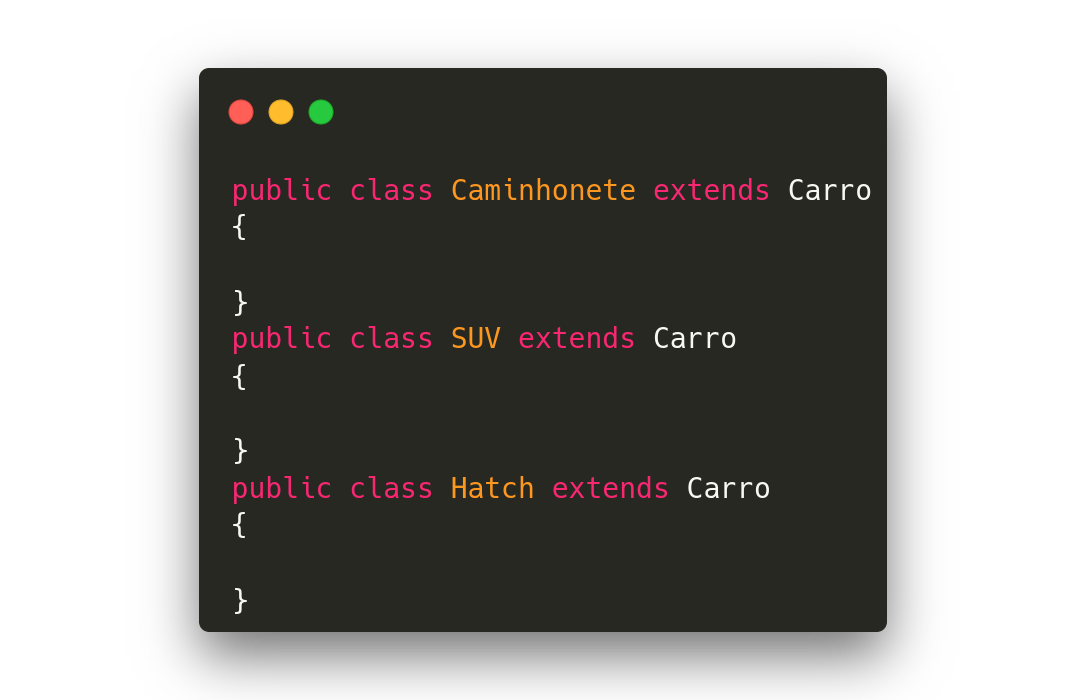 public class Caminhonete extends Carro
{
}
public class SUV extends Carro
{
}
public class Hatch extends Carro
{
}